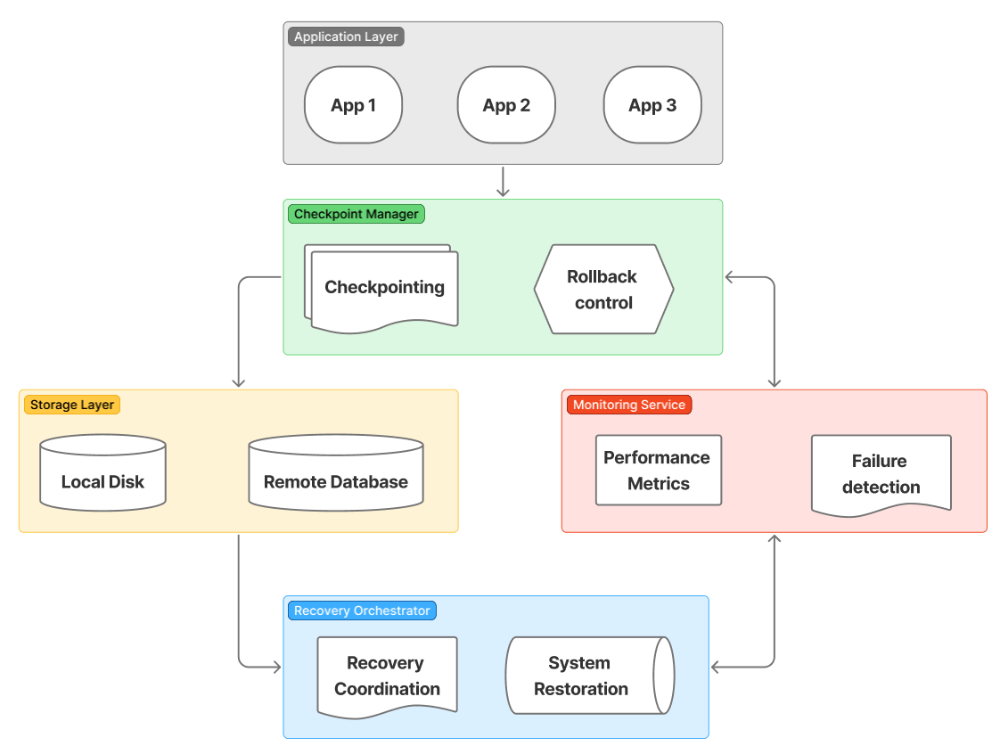 Application Layer
App 1
App 2
App 3
Checkpoint Manager
Checkpointing
Rollback
control
Storage Layer
Local Disk
Remote Database
Monitoring Service
Performance
Metrics
Failure
detection
Recovery Orchestrator
Recovery
Coordination
System
Restoration